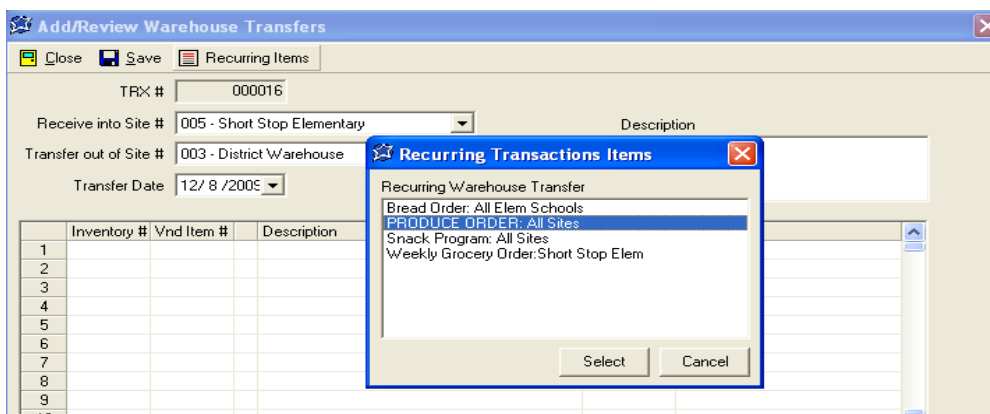 Add/Review Warehouse Transfers
Close Save Recurring Items
TRX # 000016
Receive into Site # 005 - Short Stop Elementary
Description
Transfer out of Site # 003 - District Warehouse
Transfer Date 12/ 8 /2009
Recurring Transactions Items
Recurring Warehouse Transfer
Bread Order: All Elem Schools
PRODUCE ORDER: All Sites
Snack Program: All Sites
Weekly Grocery Order:Short Stop Elem
Select Cancel
Inventory # Vnd Item # Description
1
2
3
4
5
6
7
8
9